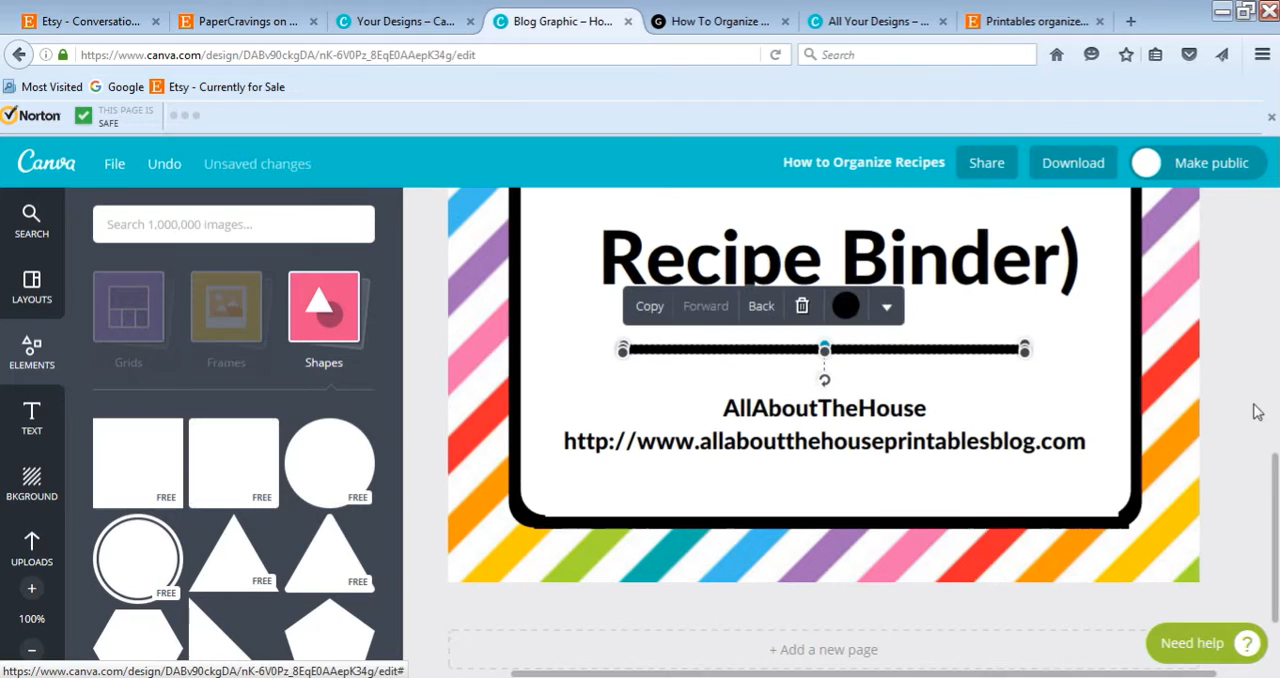 Etsy - Conversatio...
PaperCravings on ...
Your Designs – Ca...
Blog Graphic – Ho...
How To Organize ...
All Your Designs – ...
Printables organize...
https://www.canva.com/design/DABv90ckgDA/nK-6V0Pz_8EqE0AAepK34g/edit
Search
Most Visited
Google
Etsy - Currently for Sale
Norton
THIS PAGE IS
SAFE
Canva
File
Undo
Unsaved changes
How to Organize Recipes
Share
Download
Make public
SEARCH
LAYOUTS
ELEMENTS
TEXT
BKGROUND
UPLOADS
100%
Search 1,000,000 images...
Grids
Frames
Shapes
FREE
FREE
FREE
FREE
FREE
FREE
Recipe Binder)
Copy
Forward
Back
AllAboutTheHouse
http://www.allaboutthehouseprintablesblog.com
+ Add a new page
Need help ?
https://www.canva.com/design/DABv90ckgDA/nK-6V0Pz_8EqE0AAepK34g/edit#